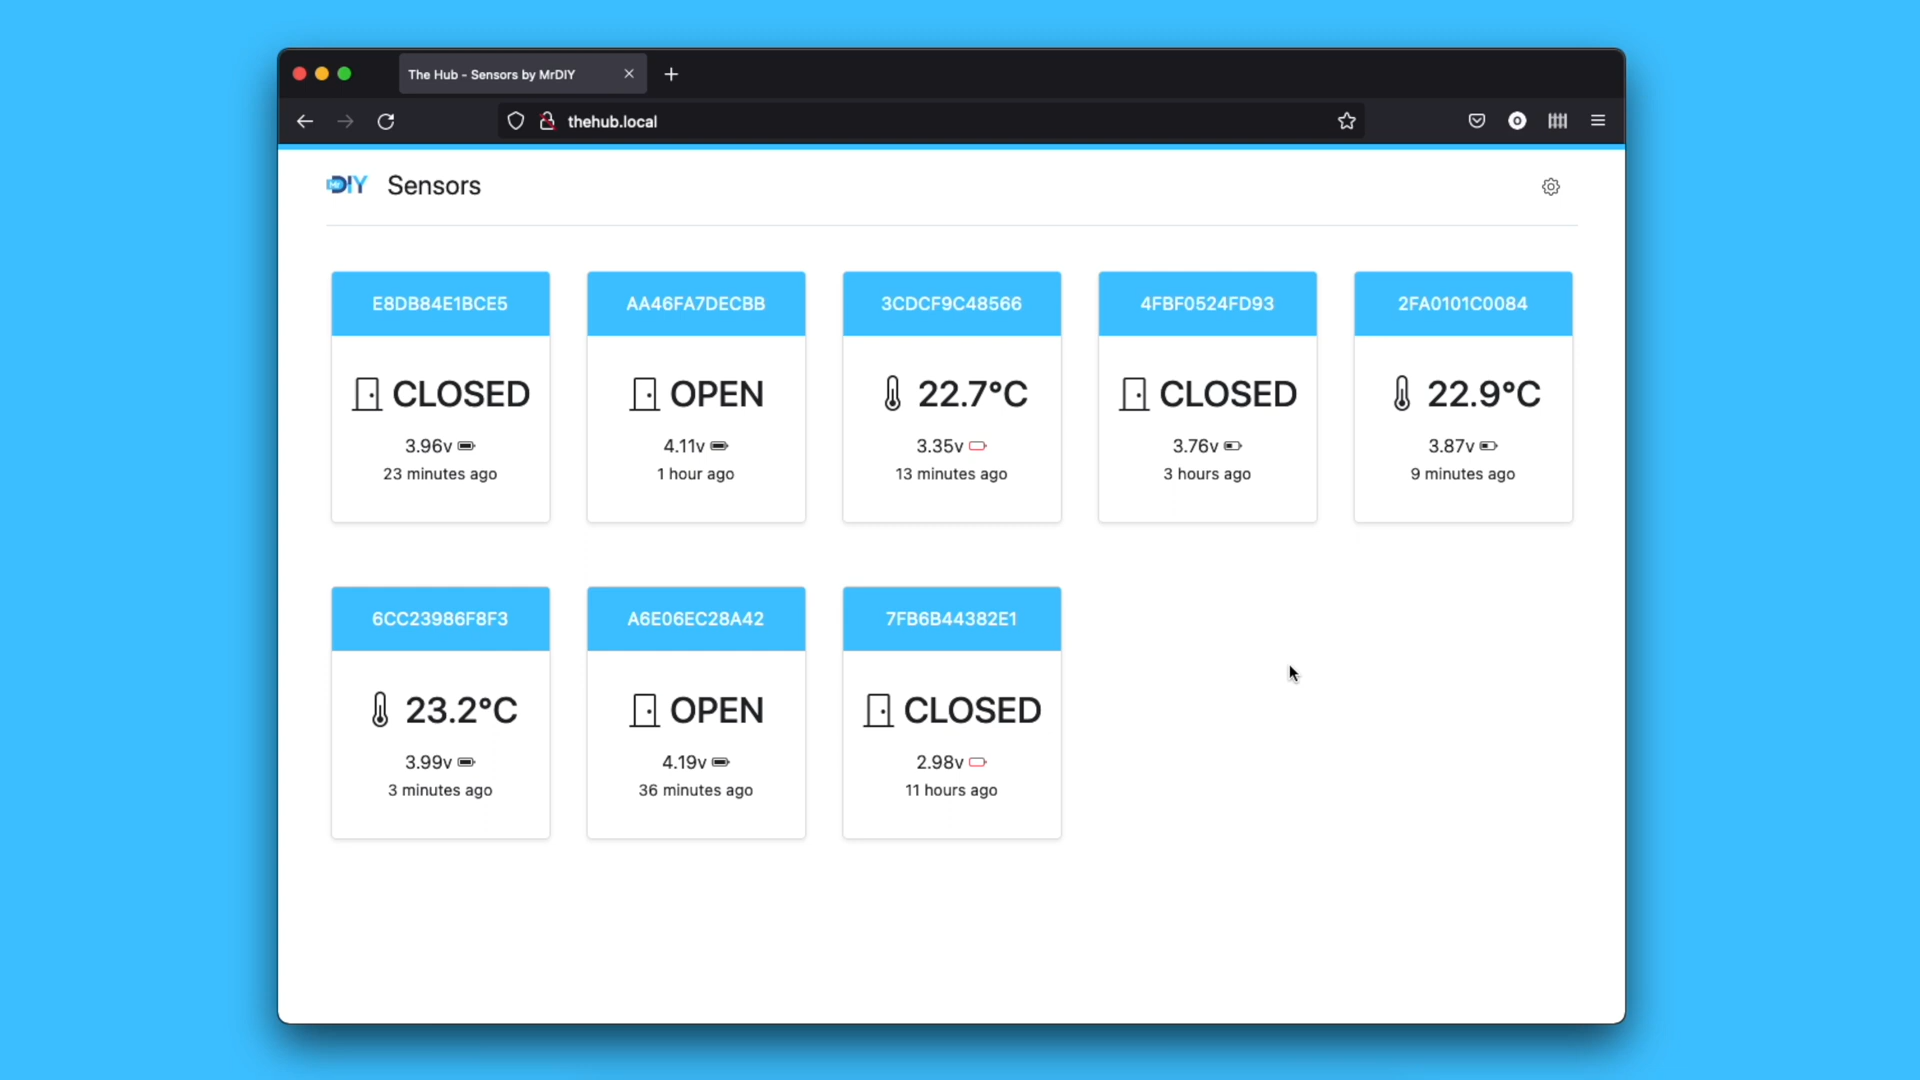 The Hub - Sensors by MrDIY
thehub.local
MrDIY Sensors
E8DB84E1BCE5
CLOSED
3.96v
23 minutes ago
AA46FA7DECBB
OPEN
4.11v
1 hour ago
3CDCF9C48566
22.7°C
3.35v
13 minutes ago
4FBF0524FD93
CLOSED
3.76v
3 hours ago
2FA0101C0084
22.9°C
3.87v
9 minutes ago
6CC23986F8F3
23.2°C
3.99v
3 minutes ago
A6E06EC28A42
OPEN
4.19v
36 minutes ago
7FB6B44382E1
CLOSED
2.98v
11 hours ago